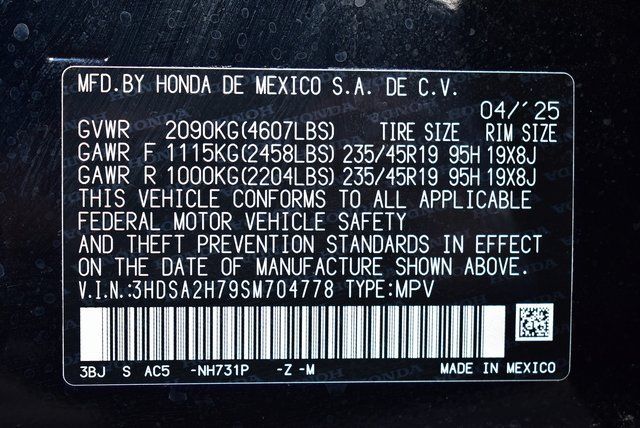 MFD.BY HONDA DE MEXICO S.A. DE C.V.
04/'25
GVWR 2090KG(4607LBS) TIRE SIZE RIM SIZE
GAWR F 1115KG(2458LBS) 235/45R19 95H 19X8J
GAWR R 1000KG(2204LBS) 235/45R19 95H 19X8J
THIS VEHICLE CONFORMS TO ALL APPLICABLE
FEDERAL MOTOR VEHICLE SAFETY
AND THEFT PREVENTION STANDARDS IN EFFECT
ON THE DATE OF MANUFACTURE SHOWN ABOVE.
V.I.N.:3HDSA2H79SM704778 TYPE:MPV
3BJ S AC5 -NH731P -Z -M MADE IN MEXICO